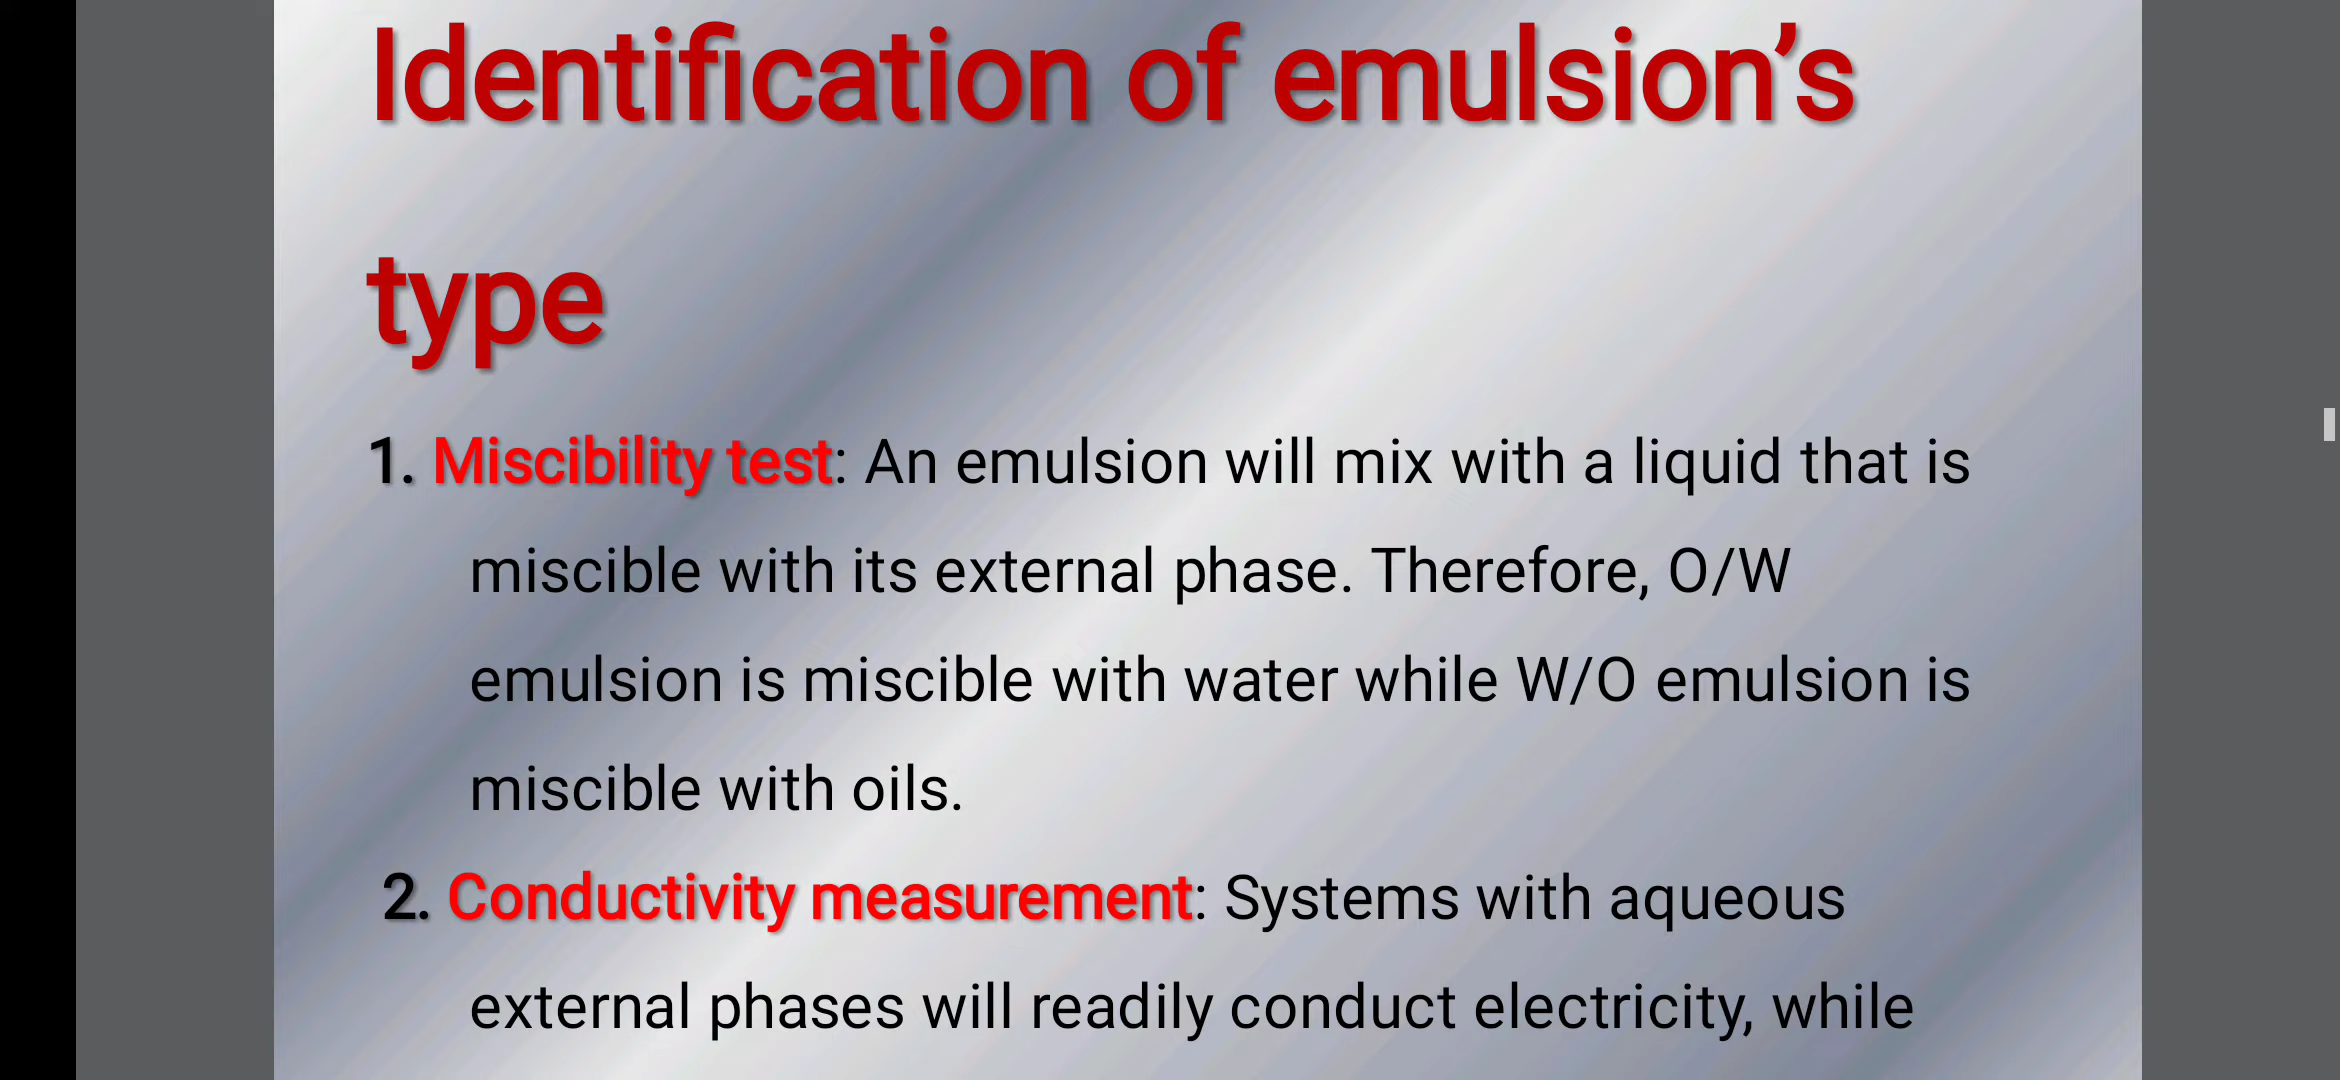 Identification of emulsion’s
type
1. Miscibility test: An emulsion will mix with a liquid that is
miscible with its external phase. Therefore, O/W
emulsion is miscible with water while W/O emulsion is
miscible with oils.
2. Conductivity measurement: Systems with aqueous
external phases will readily conduct electricity, while